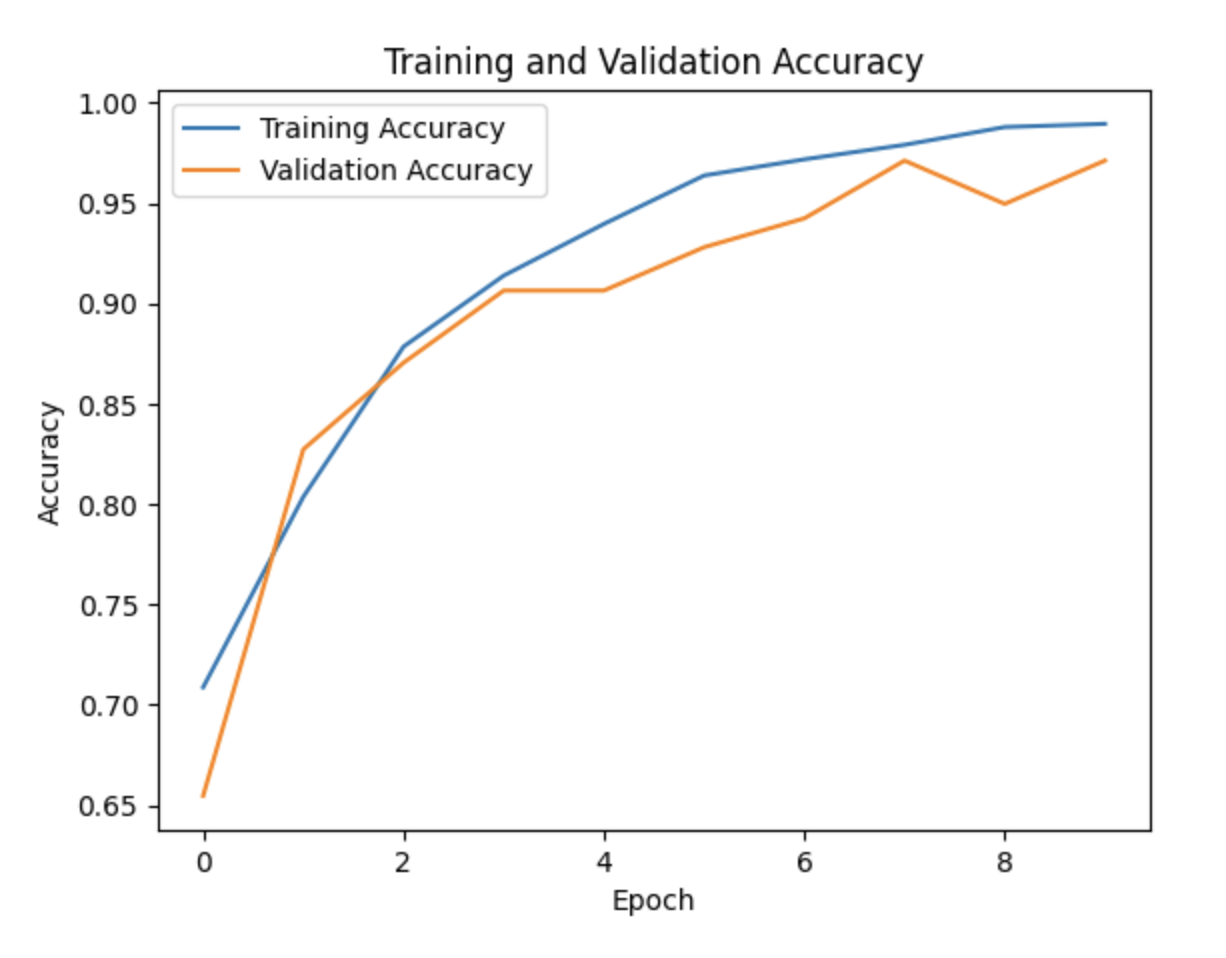 Training and Validation Accuracy
Training Accuracy
Validation Accuracy
Accuracy
1.00
0.95
0.90
0.85
0.80
0.75
0.70
0.65
0 2 4 6 8
Epoch